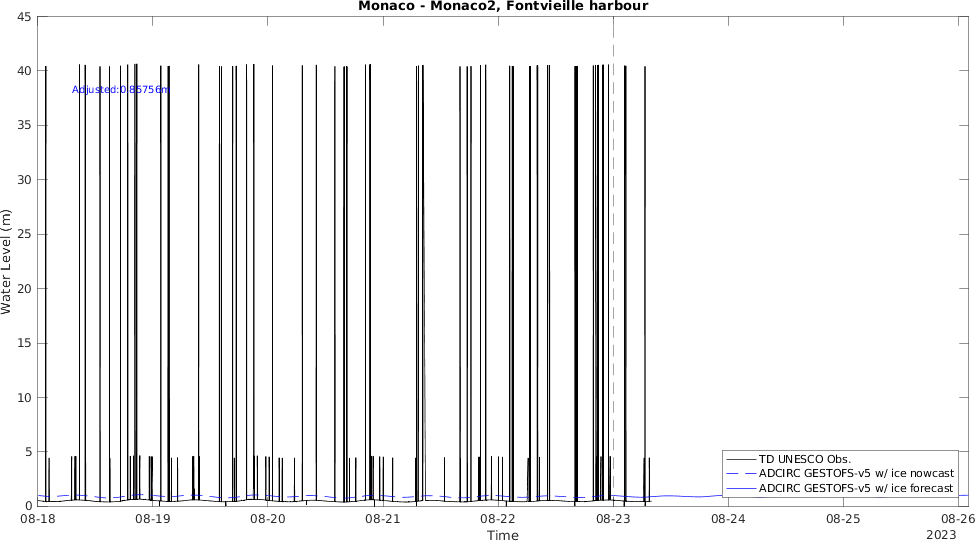 Monaco - Monaco2, Fontvieille harbour
45
40
35
30
25
20
15
10
5
0
Water Level (m)
Adjusted:0.85756m
TD UNESCO Obs.
ADCIRC GESTOFS-v5 w/ ice nowcast
ADCIRC GESTOFS-v5 w/ ice forecast
08-18 08-19 08-20 08-21 08-22 08-23 08-24 08-25 08-26
Time
2023